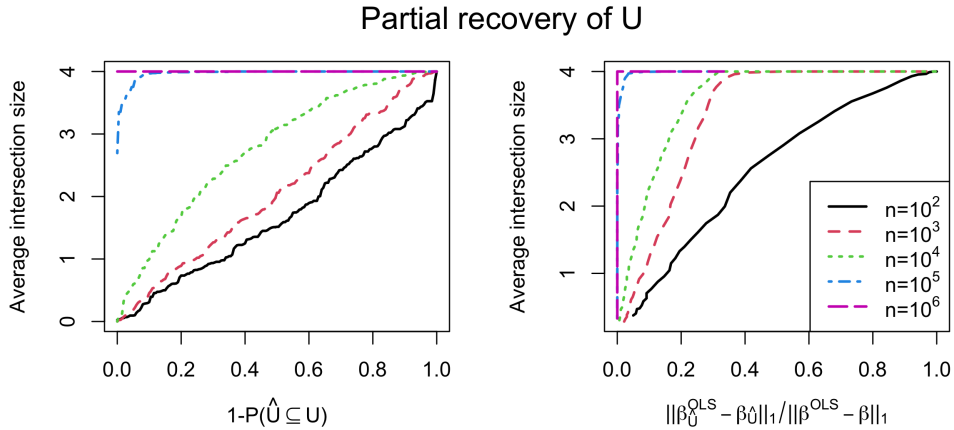 Partial recovery of U
Average intersection size
4
3
2
1
0
0.0 0.2 0.4 0.6 0.8 1.0
1-P(Û ⊆ U)
Average intersection size
4
3
2
1
n=10²
n=10³
n=10⁴
n=10⁵
n=10⁶
0.0 0.2 0.4 0.6 0.8 1.0
||β_Û^OLS − β_Û||₁/||β^OLS − β||₁